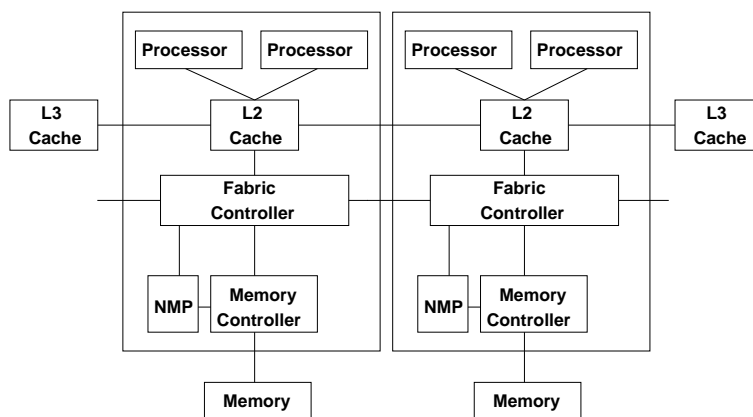 Processor
Processor
Processor
Processor
L3
Cache
L2
Cache
L2
Cache
L3
Cache
Fabric
Controller
Fabric
Controller
NMP
Memory
Controller
NMP
Memory
Controller
Memory
Memory